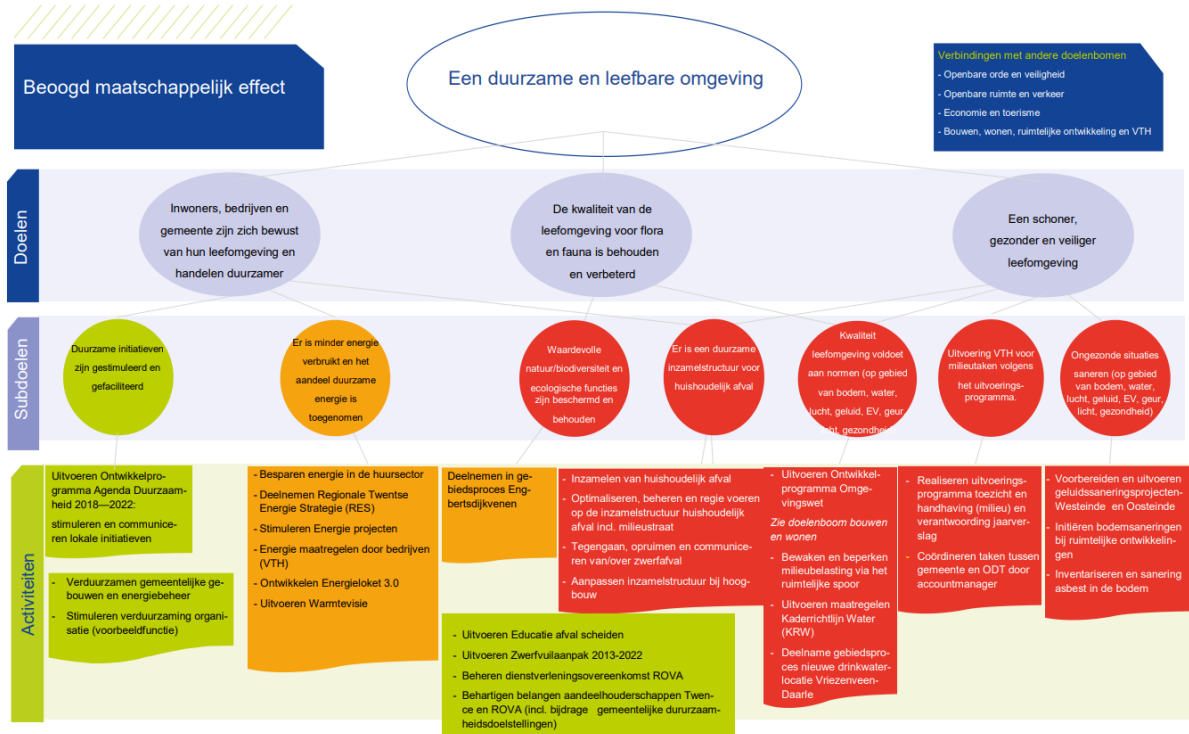 Beoogd maatschappelijk effect
Een duurzame en leefbare omgeving
Verbindingen met andere doelenbomen
- Openbare orde en veiligheid
- Openbare ruimte en verkeer
- Economie en toerisme
- Bouwen, wonen, ruimtelijke ontwikkeling en VTH
Doelen
Inwoners, bedrijven en
gemeente zijn zich bewust
van hun leefomgeving en
handelen duurzamer
De kwaliteit van de
leefomgeving voor flora
en fauna is behouden
en verbeterd
Een schoner,
gezonder en veiliger
leefomgeving
Subdoelen
Duurzame initiatieven
zijn gestimuleerd en
gefaciliteerd
Er is minder energie
verbruikt en het
aandeel duurzame
energie is
toegenomen
Waardevolle
natuur/biodiversiteit en
ecologische functies
zijn beschermd en
behouden
Er is een duurzame
inzamelstructuur voor
huishoudelijk afval
Kwaliteit
leefomgeving voldoet
aan normen (op gebied
van bodem, water,
lucht, geluid, EV, geur,
licht, gezondheid)
Uitvoering VTH voor
milieutaken volgens
het uitvoerings-
programma.
Ongezonde situaties
saneren (op gebied
van bodem, water,
lucht, geluid, EV, geur,
licht, gezondheid)
Activiteiten
Uitvoeren Ontwikkelpro-
gramma Agenda Duurzaam-
heid 2018—2022:
stimuleren en communice-
ren lokale initiatieven
- Verduurzamen gemeentelijke ge-
bouwen en energiebeheer
- Stimuleren verduurzaming organi-
satie (voorbeeldfunctie)
- Besparen energie in de huursector
- Deelnemen Regionale Twentse
Energie Strategie (RES)
- Stimuleren Energie projecten
- Energie maatregelen door bedrijven
(VTH)
- Ontwikkelen Energieloket 3.0
- Uitvoeren Warmtevisie
Deelnemen in ge-
biedsproces Eng-
bertsdijkvenen
- Inzamelen van huishoudelijk afval
- Optimaliseren, beheren en regie voeren
op de inzamelstructuur huishoudelijk
afval incl. milieustraat
- Tegengaan, opruimen en communice-
ren van/over zwerfafval
- Aanpassen inzamelstructuur bij hoog-
bouw
- Uitvoeren Educatie afval scheiden
- Uitvoeren Zwerfvuilaanpak 2013-2022
- Beheren dienstverleningsovereenkomst ROVA
- Behartigen belangen aandeelhouderschappen Twen-
ce en ROVA (incl. bijdrage gemeentelijke dururzaam-
heidsdoelstellingen)
- Uitvoeren Ontwikkel-
programma Omge-
vingswet
Zie doelenboom bouwen
en wonen
- Bewaken en beperken
milieubelasting via het
ruimtelijke spoor
- Uitvoeren maatregelen
Kaderrichtlijn Water
(KRW)
- Deelname gebiedspro-
ces nieuwe drinkwater-
locatie Vriezenveen-
Daarle
- Realiseren uitvoerings-
programma toezicht en
handhaving (milieu) en
verantwoording jaarver-
slag
- Coördineren taken tussen
gemeente en ODT door
accountmanager
- Voorbereiden en uitvoeren
geluidssaneringsprojecten-
Westeinde en Oosteinde
- Initiëren bodemsaneringen
bij ruimtelijke ontwikkelin-
gen
- Inventariseren en sanering
asbest in de bodem